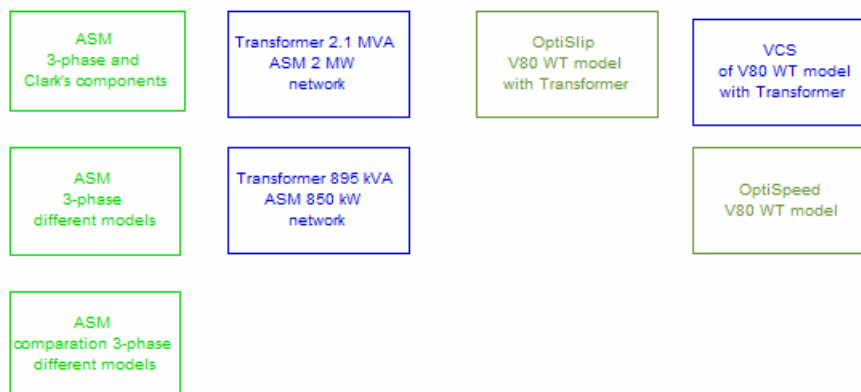 ASM
3-phase and
Clark's components
Transformer 2.1 MVA
ASM 2 MW
network
OptiSlip
V80 WT model
with Transformer
VCS
of V80 WT model
with Transformer
ASM
3-phase
different models
Transformer 895 kVA
ASM 850 kW
network
OptiSpeed
V80 WT model
ASM
comparation 3-phase
different models